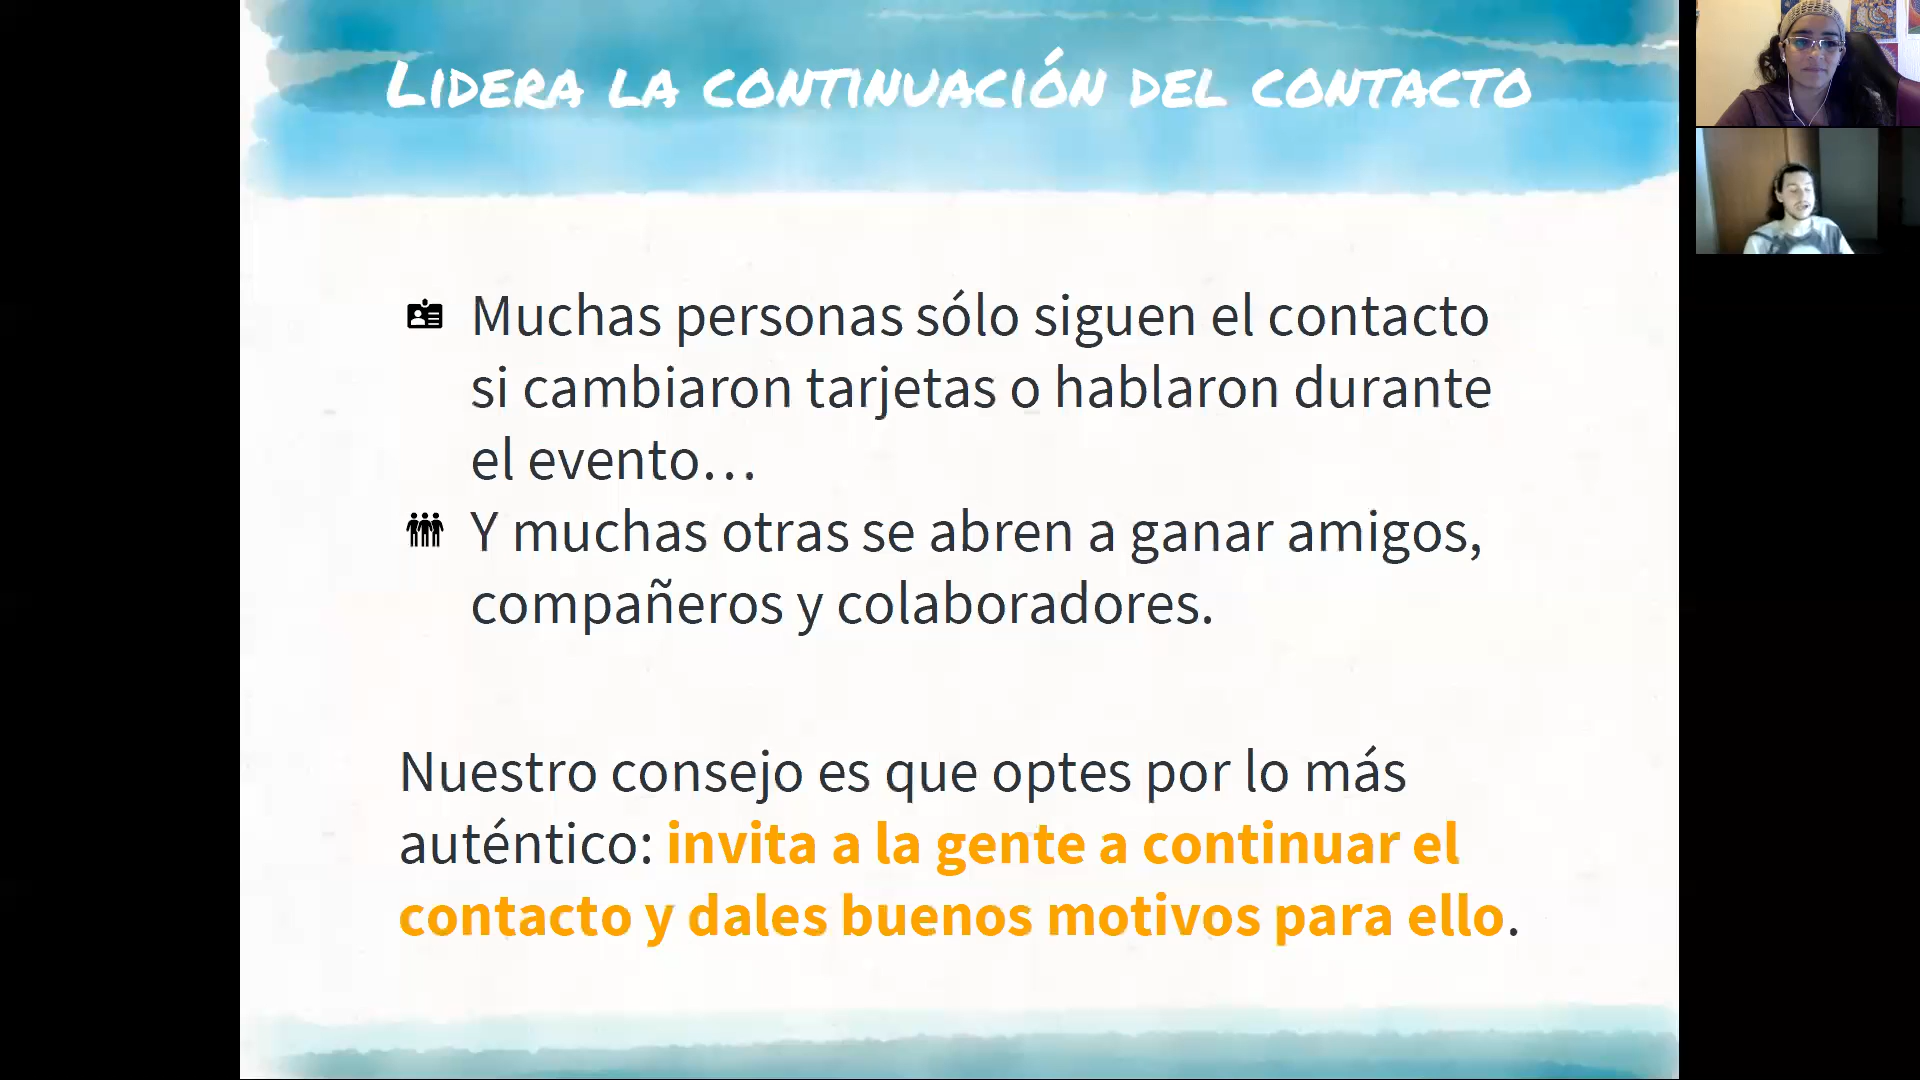 Lidera la continuación del contacto
Muchas personas sólo siguen el contacto
si cambiaron tarjetas o hablaron durante
el evento…
Y muchas otras se abren a ganar amigos,
compañeros y colaboradores.
Nuestro consejo es que optes por lo más
auténtico: invita a la gente a continuar el
contacto y dales buenos motivos para ello.